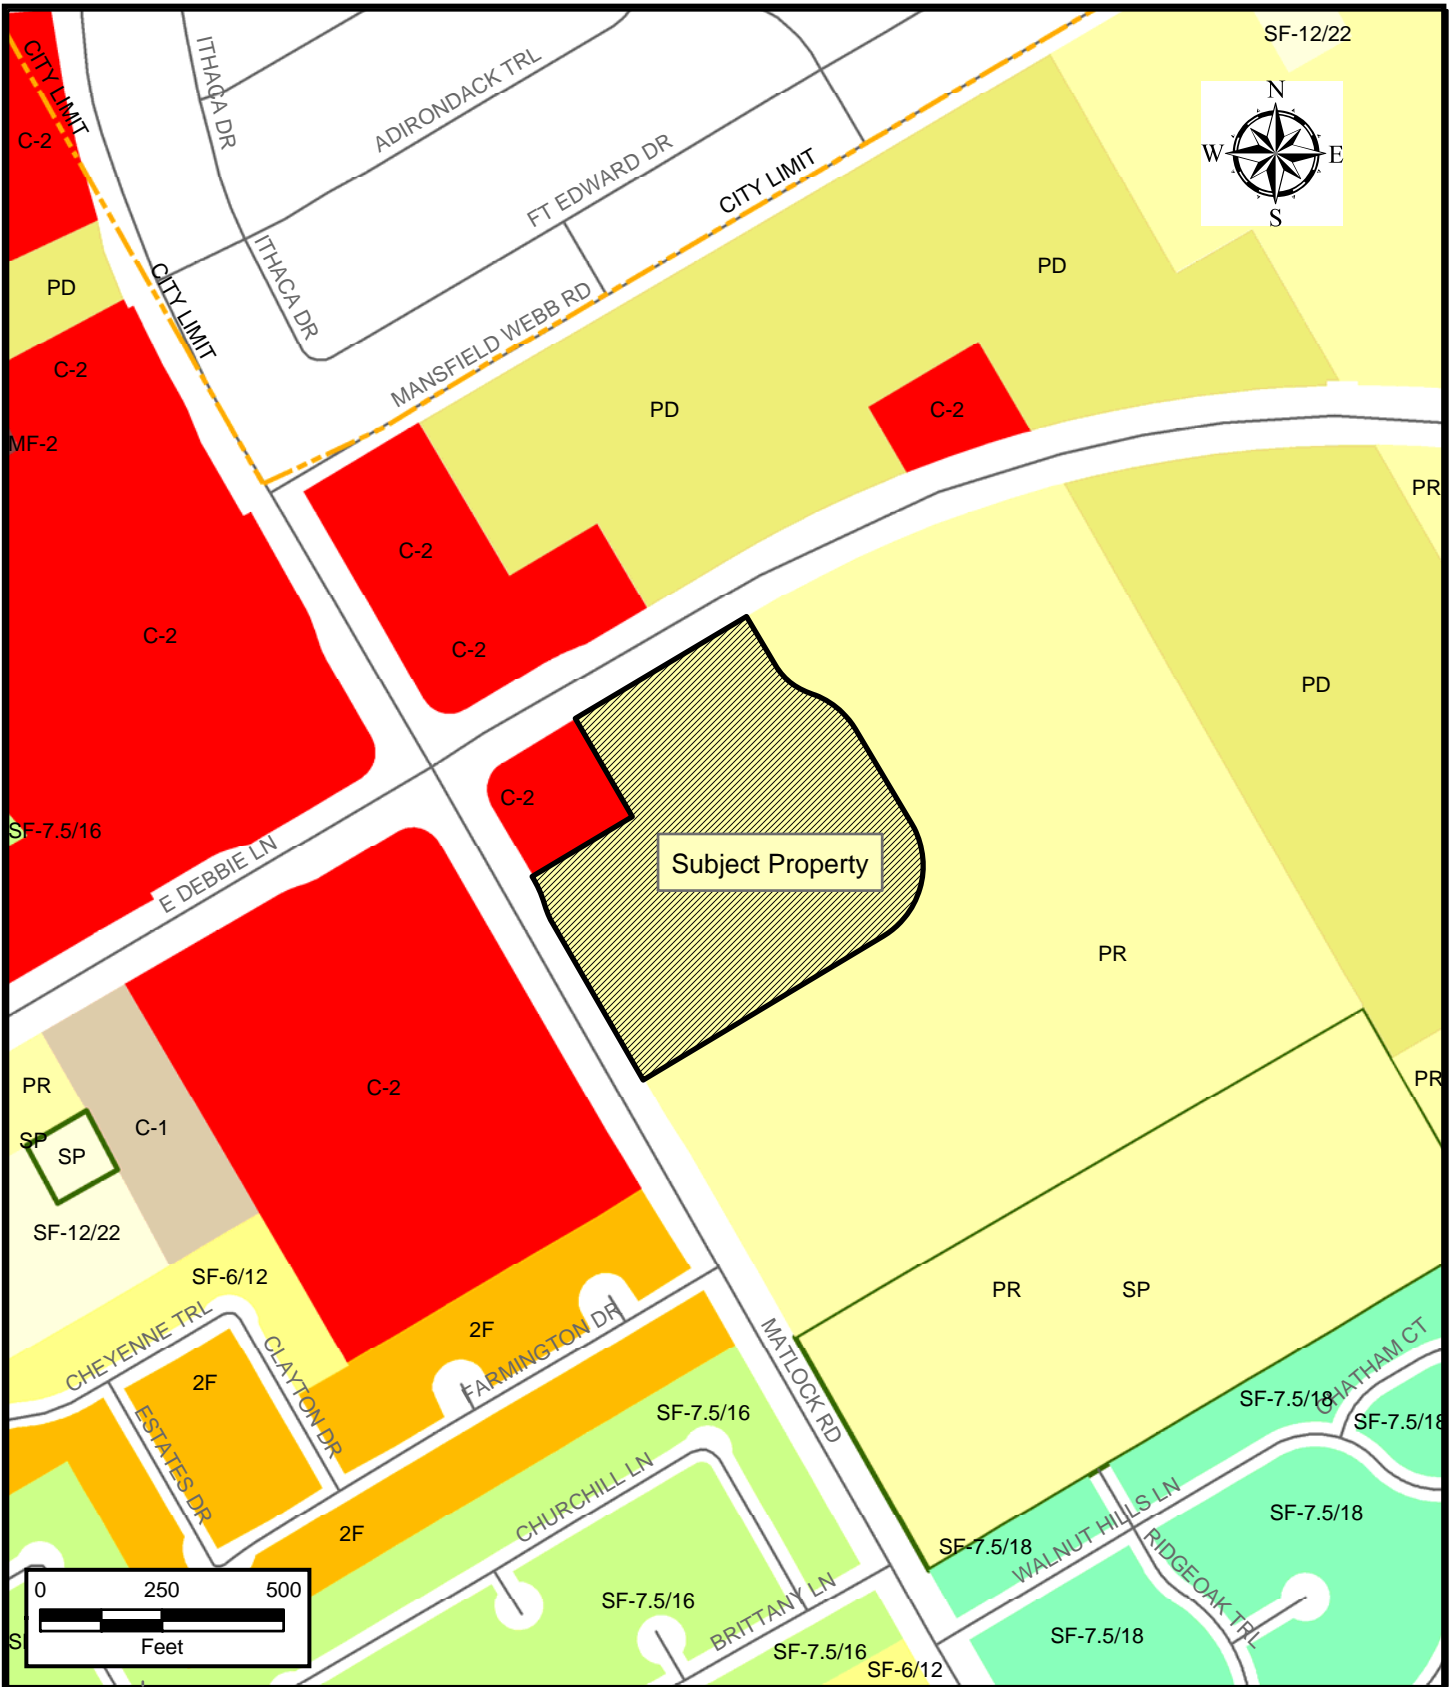 SF-12/22
CITY LIMIT
ITHACA DR
ADIRONDACK TRL
N
W
E
S
C-2
FT EDWARD DR
CITY LIMIT
ITHACA DR
CITY LIMIT
PD
PD
MANSFIELD WEBB RD
C-2
PD
C-2
MF-2
PR
C-2
C-2
C-2
PD
C-2
SF-7.5/16
Subject Property
E DEBBIE LN
PR
PR
C-2
PR
C-1
SP
SP
SF-12/22
SF-6/12
PR
SP
CHEYENNE TRL
2F
FARMINGTON DR
MATLOCK RD
CHATHAM CT
CLAYTON DR
2F
SF-7.5/18
SF-7.5/16
SF-7.5/18
ESTATES DR
CHURCHILL LN
SF-7.5/18
2F
WALNUT HILLS LN
SF-7.5/18
RIDGEOAK TRL
0 250 500
Feet
SF-7.5/16
BRITTANY LN
SF-7.5/18
SF-7.5/16
SF-6/12